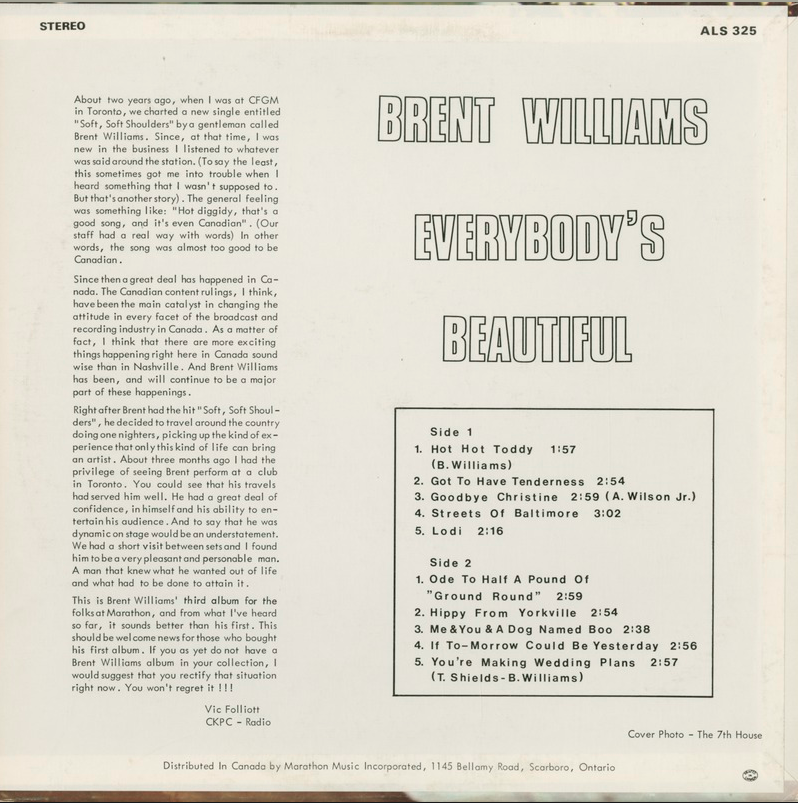 STEREO
ALS 325
About two years ago, when I was at CFGM
in Toronto, we charted a new single entitled
"Soft, Soft Shoulders" by a gentleman called
Brent Williams. Since, at that time, I was
new in the business I listened to whatever
was said around the station. (To say the least,
this sometimes got me into trouble when I
heard something that I wasn't supposed to.
But that's another story). The general feeling
was something like: "Hot diggidy, that's a
good song, and it's even Canadian". (Our
staff had a real way with words) In other
words, the song was almost too good to be
Canadian.
Since then a great deal has happened in Ca-
nada. The Canadian content rulings, I think,
have been the main catalyst in changing the
attitude in every facet of the broadcast and
recording industry in Canada. As a matter of
fact, I think that there are more exciting
things happening right here in Canada sound
wise than in Nashville. And Brent Williams
has been, and will continue to be a major
part of these happenings.
Right after Brent had the hit "Soft, Soft Shoul-
ders", he decided to travel around the country
doing one nighters, picking up the kind of ex-
perience that only this kind of life can bring
an artist. About three months ago I had the
privilege of seeing Brent perform at a club
in Toronto. You could see that his travels
had served him well. He had a great deal of
confidence, in himself and his ability to en-
tertain his audience. And to say that he was
dynamic on stage would be an understatement.
We had a short visit between sets and I found
him to be a very pleasant and personable man.
A man that knew what he wanted out of life
and what had to be done to attain it.
This is Brent Williams' third album for the
folks at Marathon, and from what I've heard
so far, it sounds better than his first. This
should be welcome news for those who bought
his first album. If you as yet do not have a
Brent Williams album in your collection, I
would suggest that you rectify that situation
right now. You won't regret it !!!
Vic Folliott
CKPC - Radio
BRENT WILLIAMS
EVERYBODY'S
BEAUTIFUL
Side 1
1. Hot Hot Toddy 1:57
(B. Williams)
2. Got To Have Tenderness 2:54
3. Goodbye Christine 2:59 (A. Wilson Jr.)
4. Streets Of Baltimore 3:02
5. Lodi 2:16
Side 2
1. Ode To Half A Pound Of
"Ground Round" 2:59
2. Hippy From Yorkville 2:54
3. Me & You & A Dog Named Boo 2:38
4. If To-Morrow Could Be Yesterday 2:56
5. You're Making Wedding Plans 2:57
(T. Shields - B. Williams)
Cover Photo - The 7th House
Distributed In Canada by Marathon Music Incorporated, 1145 Bellamy Road, Scarboro, Ontario